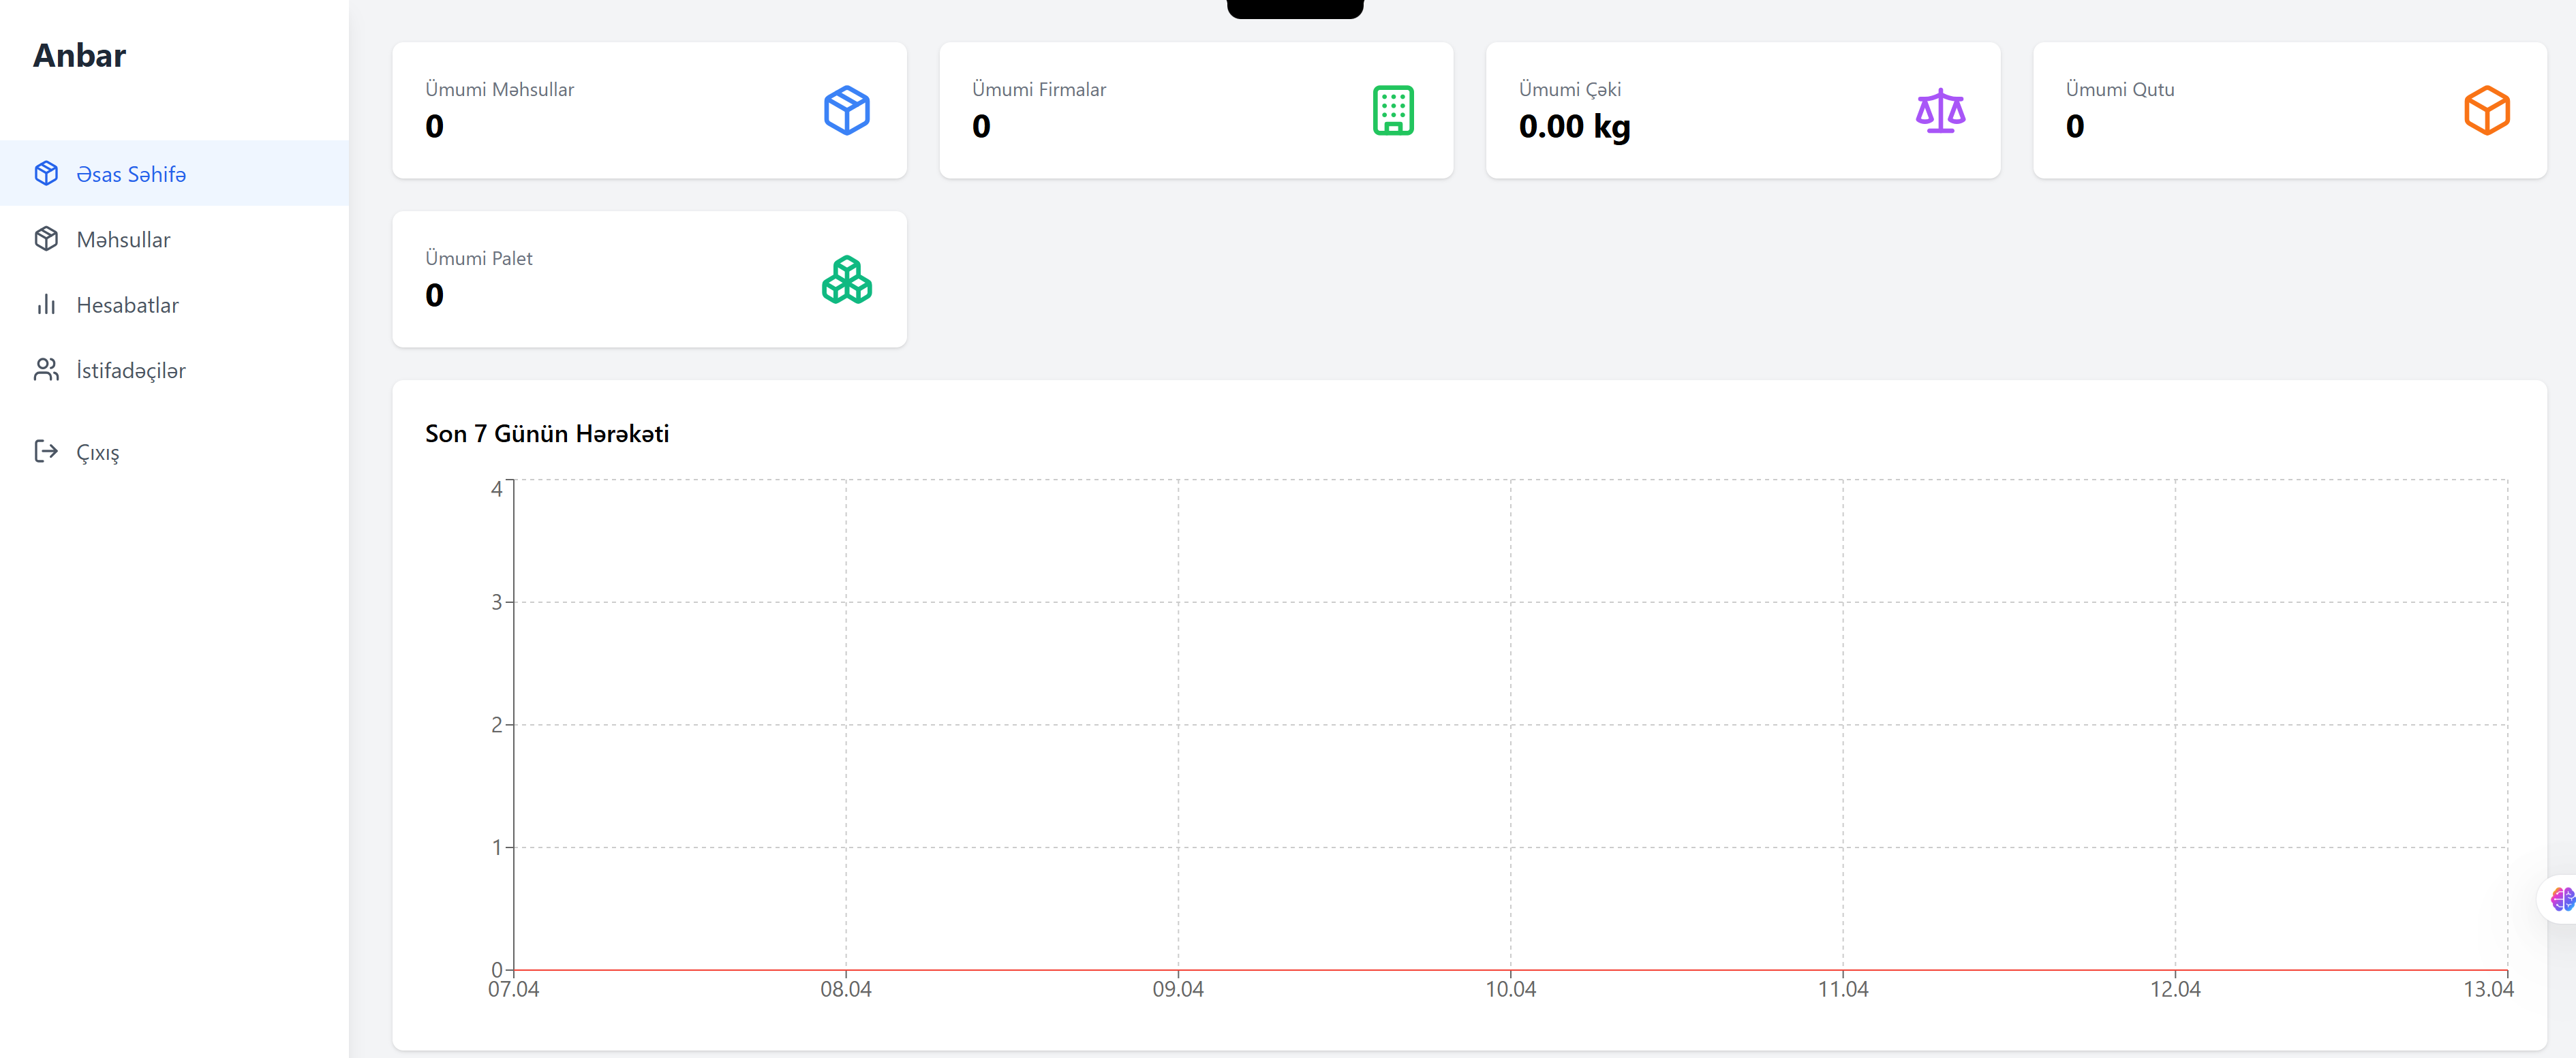 Anbar
Əsas Səhifə
Məhsullar
Hesabatlar
İstifadəçilər
Çıxış
Ümumi Məhsullar
0
Ümumi Firmalar
0
Ümumi Çəki
0.00 kg
Ümumi Qutu
0
Ümumi Palet
0
Son 7 Günün Hərəkəti
4
3
2
1
0
07.04 08.04 09.04 10.04 11.04 12.04 13.04